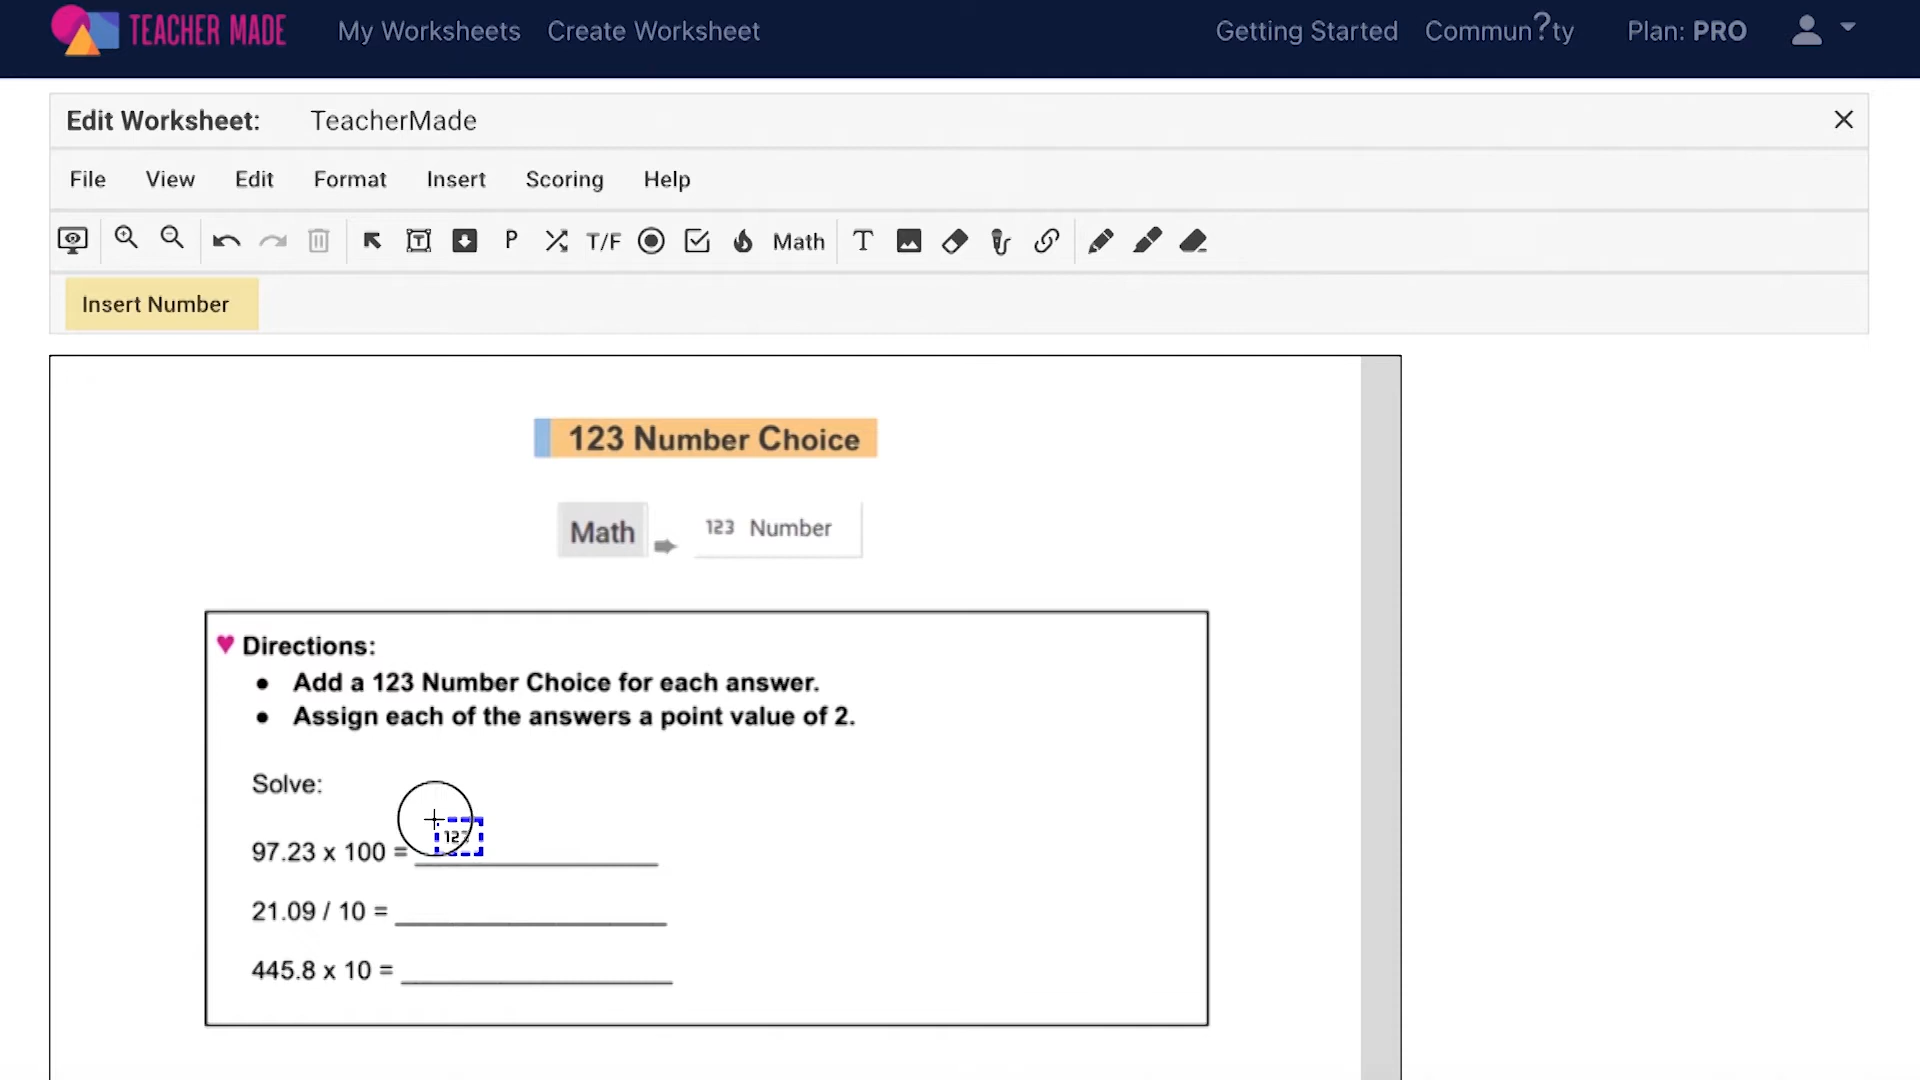 TEACHER MADE
My Worksheets
Create Worksheet
Getting Started
Commun?ty
Plan: PRO
Edit Worksheet: TeacherMade
File View Edit Format Insert Scoring Help
T P T/F Math T
Insert Number
123 Number Choice
Math 123 Number
Directions:
Add a 123 Number Choice for each answer.
Assign each of the answers a point value of 2.
Solve:
123
97.23 x 100 =
21.09 / 10 =
445.8 x 10 =